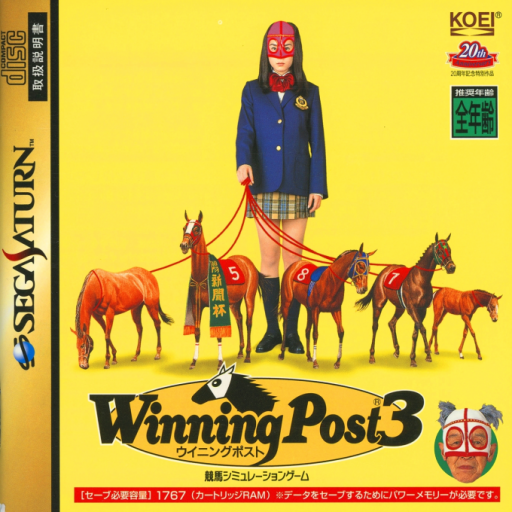 COMPACT
disc
取扱説明書
SEGA SATURN™
KOEI®
20th
20周年記念特別作品
推奨年齢
全年齢
新聞杯
5
8
1
Winning Post®3
ウイニングポスト
競馬シミュレーションゲーム
【セーブ必要容量】1767（カートリッジRAM）※データをセーブするためにパワーメモリーが必要です。